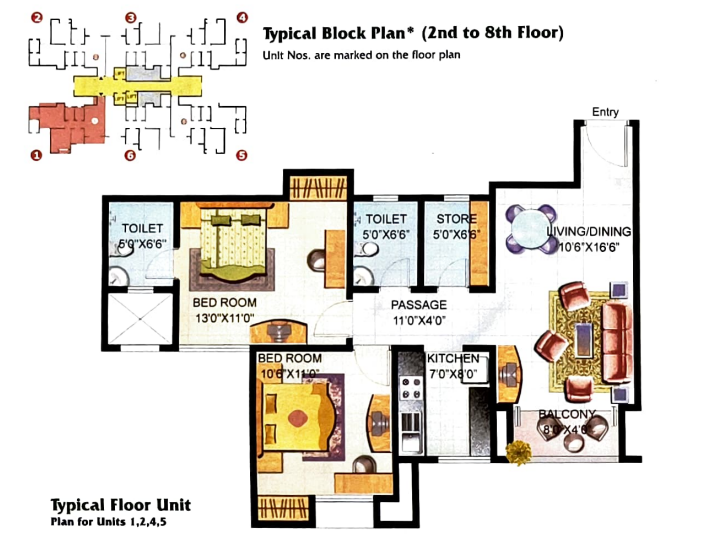 2
3
4
Typical Block Plan* (2nd to 8th Floor)
Unit Nos. are marked on the floor plan
LIFT
LIFT
LIFT
1
6
5
Entry
TOILET
5'0"X6'6"
TOILET
5'0"X6'6"
STORE
5'0"X6'6"
LIVING/DINING
10'6"X16'6"
BED ROOM
13'0"X11'0"
PASSAGE
11'0"X4'0"
BED ROOM
10'6"X11'0"
KITCHEN
7'0"X8'0"
BALCONY
8'0"X4'6"
Typical Floor Unit
Plan for Units 1,2,4,5